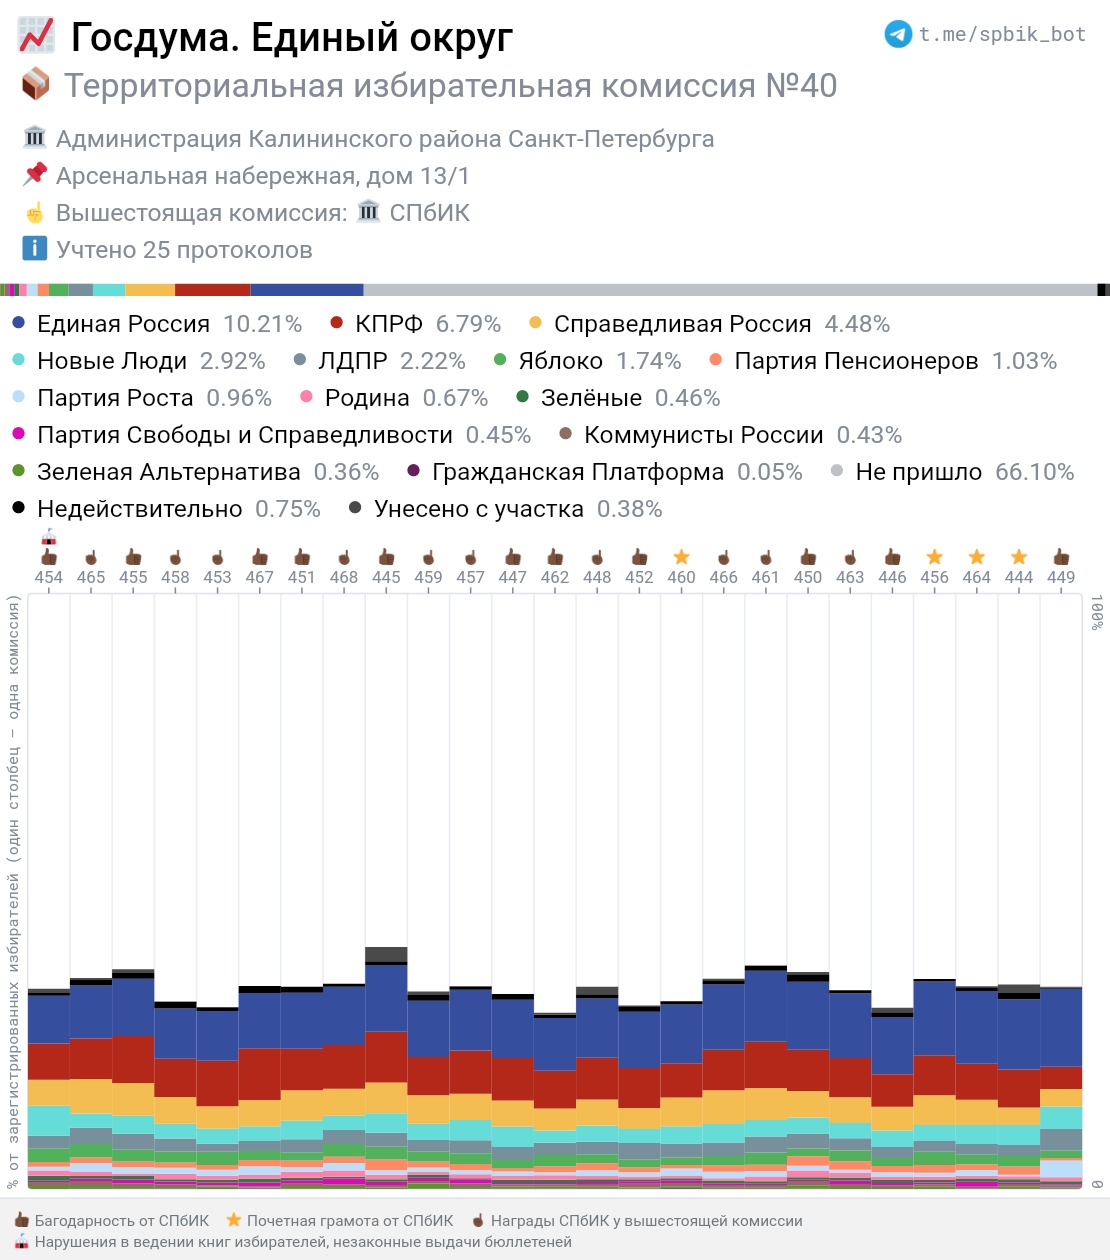 Госдума. Единый округ
t.me/spbik_bot
Территориальная избирательная комиссия №40
Администрация Калининского района Санкт-Петербурга
Арсенальная набережная, дом 13/1
Вышестоящая комиссия: СПбИК
Учтено 25 протоколов
Единая Россия 10.21% КПРФ 6.79% Справедливая Россия 4.48%
Новые Люди 2.92% ЛДПР 2.22% Яблоко 1.74% Партия Пенсионеров 1.03%
Партия Роста 0.96% Родина 0.67% Зелёные 0.46%
Партия Свободы и Справедливости 0.45% Коммунисты России 0.43%
Зеленая Альтернатива 0.36% Гражданская Платформа 0.05% Не пришло 66.10%
Недействительно 0.75% Унесено с участка 0.38%
454 465 455 458 453 467 451 468 445 459 457 447 462 448 452 460 466 461 450 463 446 456 464 444 449
% от зарегистрированных избирателей (один столбец – одна комиссия)
100%
0
Багодарность от СПбИК Почетная грамота от СПбИК Награды СПбИК у вышестоящей комиссии
Нарушения в ведении книг избирателей, незаконные выдачи бюллетеней